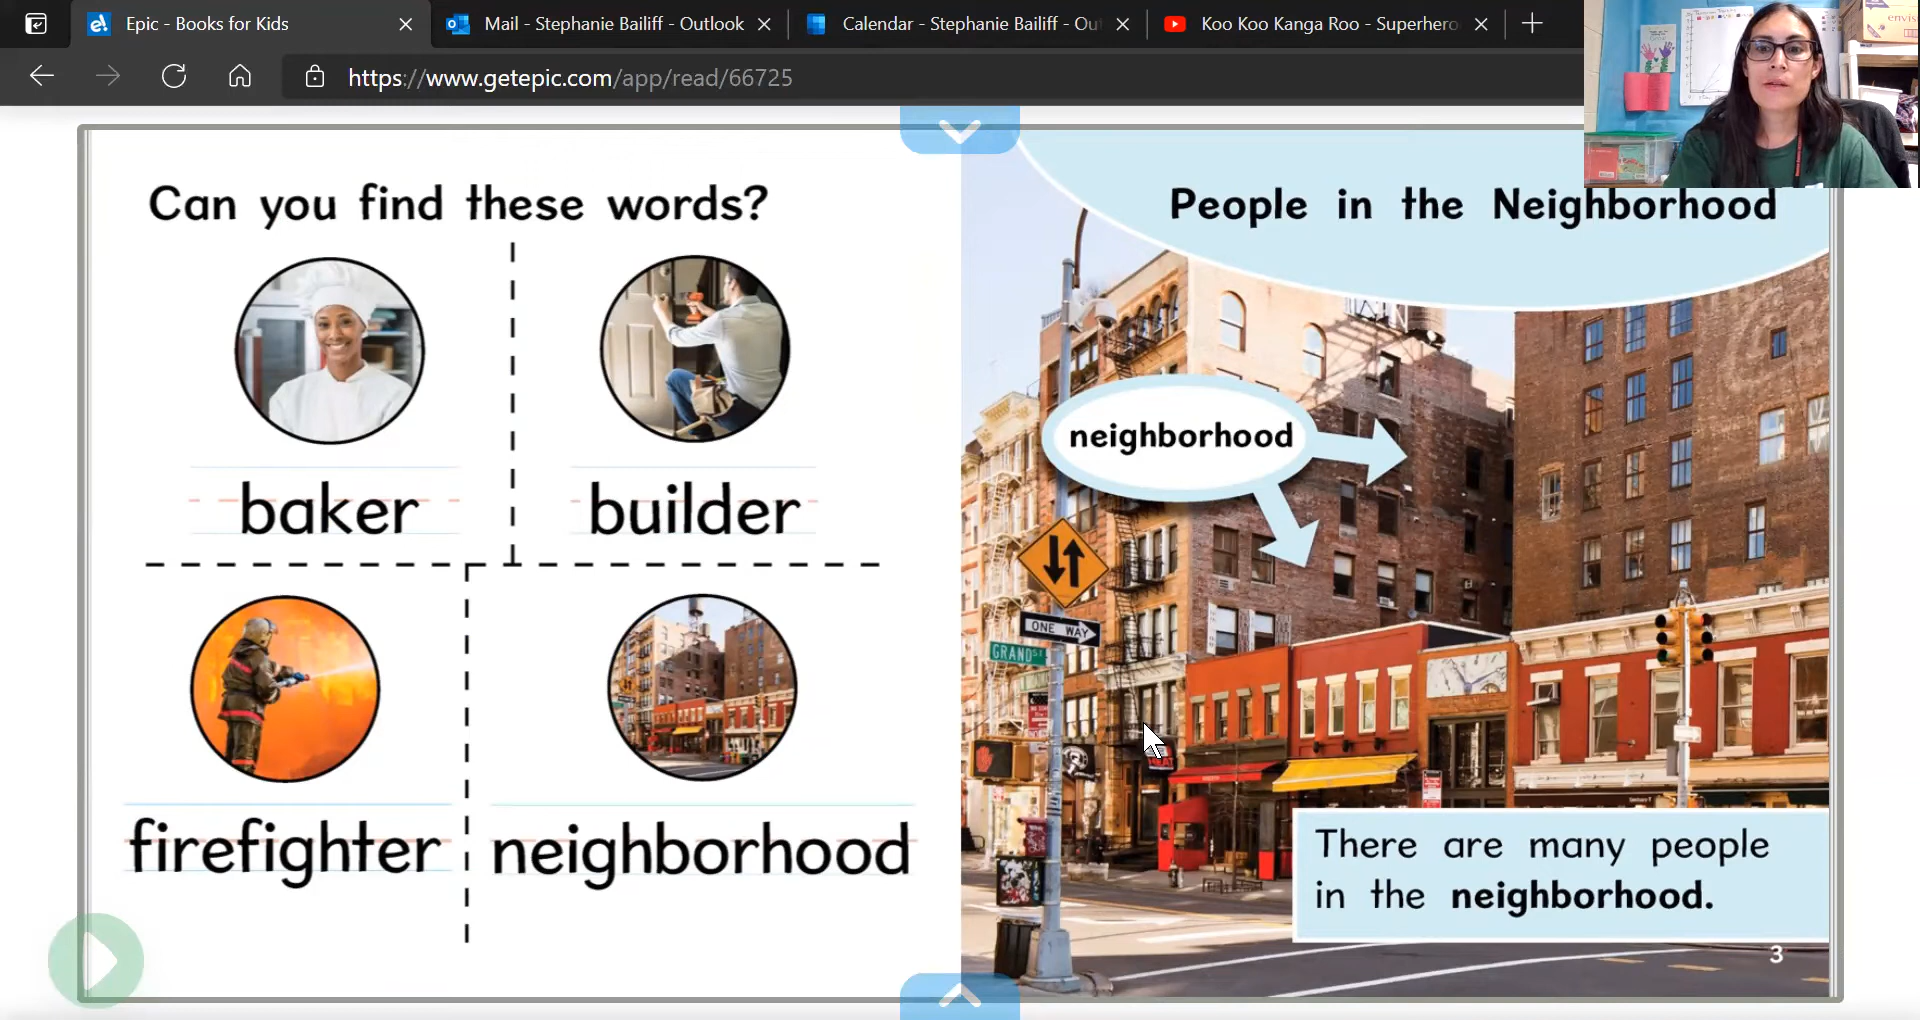 Epic - Books for Kids
Mail - Stephanie Bailiff - Outlook
Calendar - Stephanie Bailiff - Ou
Koo Koo Kanga Roo - Superhero
https://www.getepic.com/app/read/66725
Can you find these words?
baker
builder
firefighter
neighborhood
People in the Neighborhood
neighborhood
ONE WAY
GRAND ST
There are many people
in the neighborhood.
3